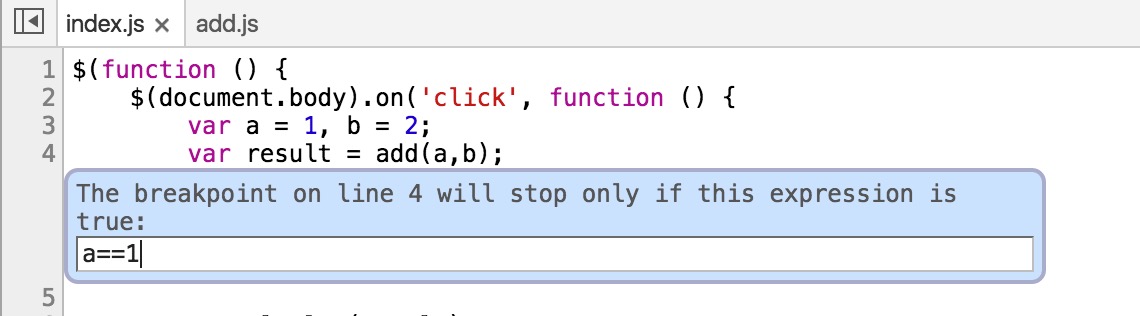 index.js × add.js
1 $(function () {
2 $(document.body).on('click', function () {
3 var a = 1, b = 2;
4 var result = add(a,b);
The breakpoint on line 4 will stop only if this expression is
true:
a==1
5